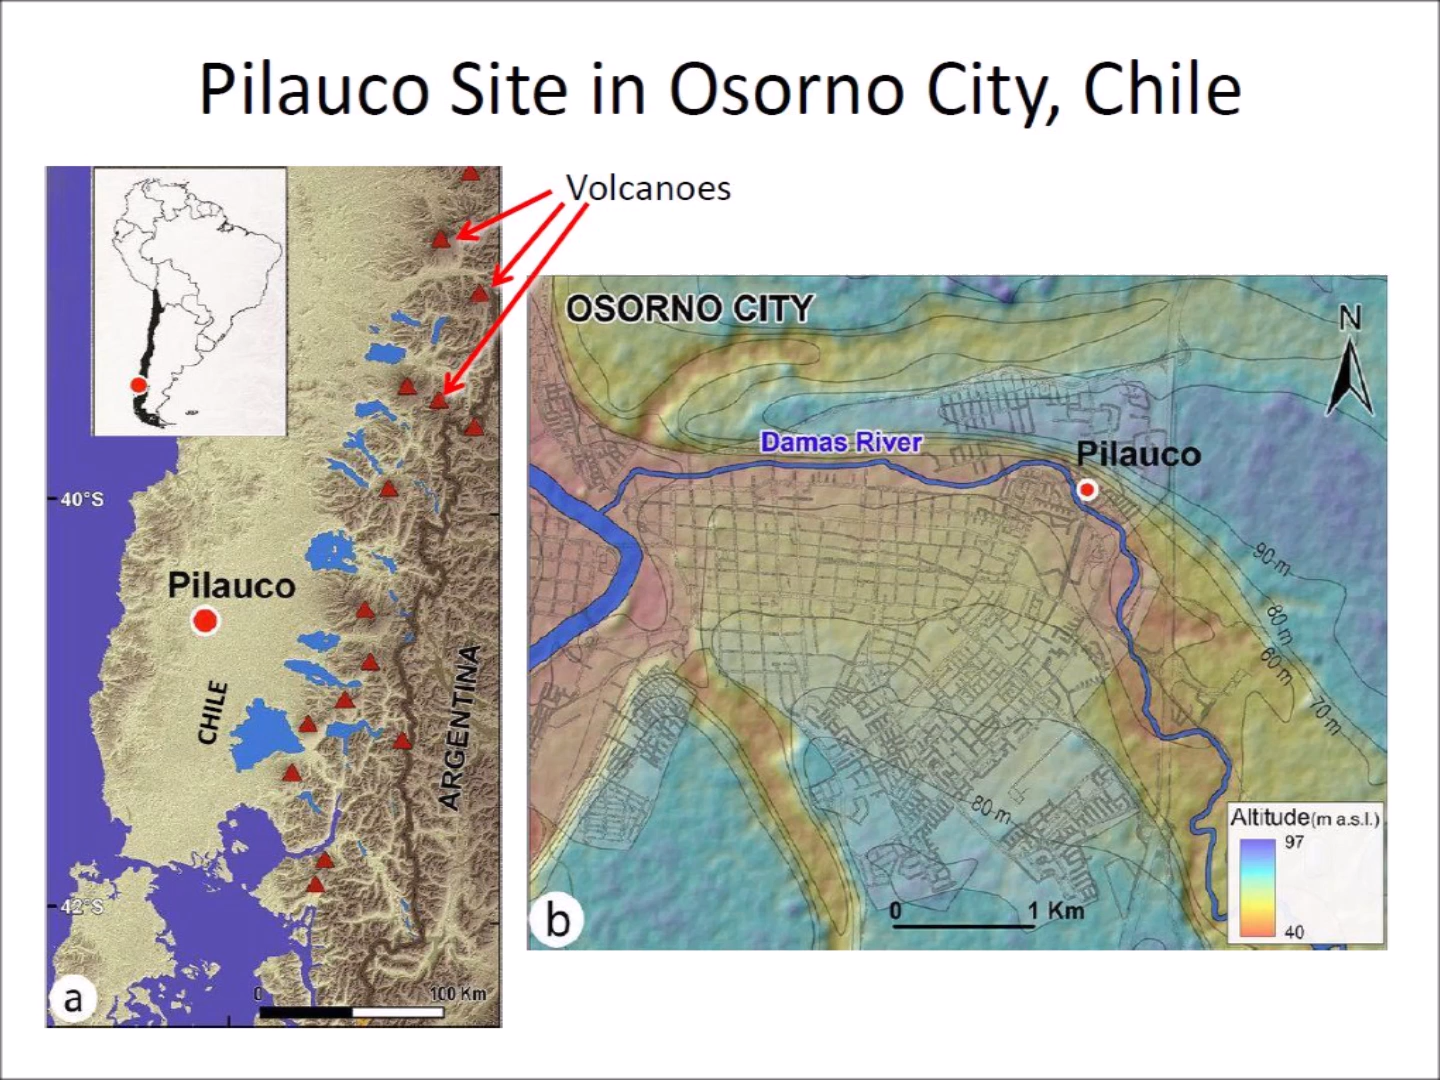 Pilauco Site in Osorno City, Chile
Volcanoes
40°S
Pilauco
CHILE
ARGENTINA
42°S
a
0 100 Km
OSORNO CITY
N
Damas River
Pilauco
90-m
80-m
60-m
70-m
80-m
Altitude(m a.s.l.)
97
40
0 1 Km
b